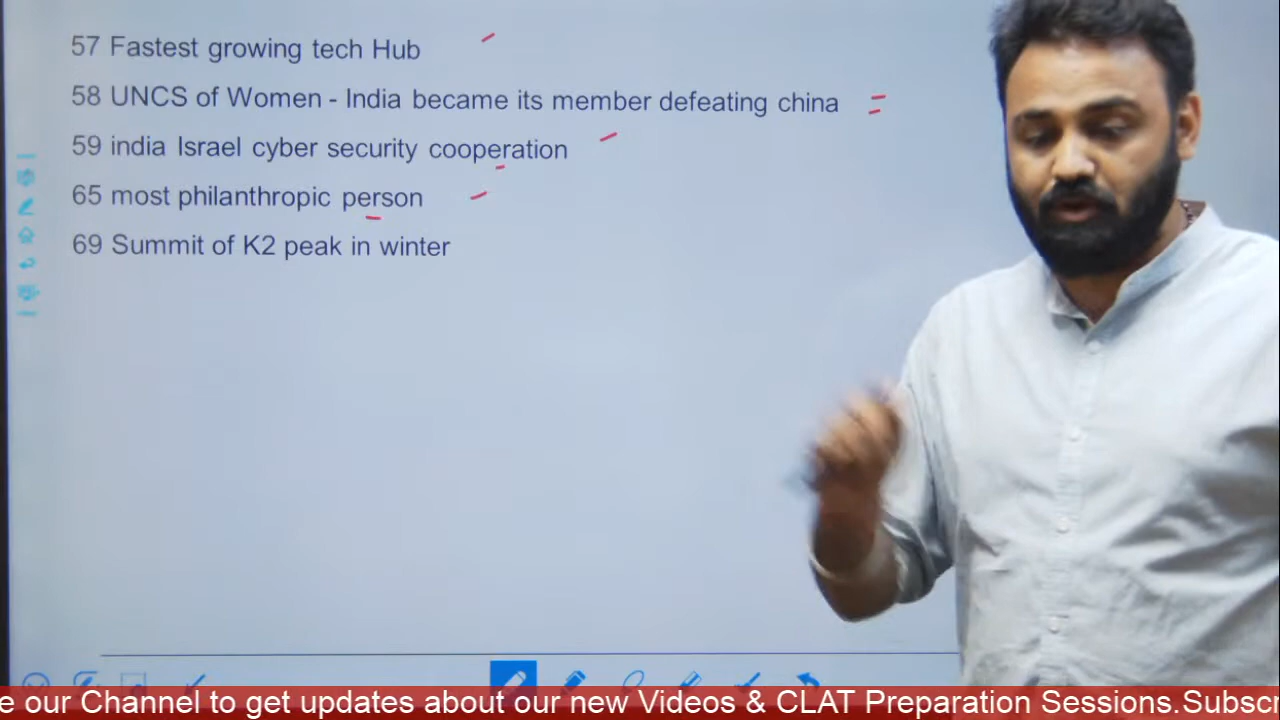 57 Fastest growing tech Hub
58 UNCS of Women - India became its member defeating china
59 india Israel cyber security cooperation
65 most philanthropic person
69 Summit of K2 peak in winter
e our Channel to get updates about our new Videos & CLAT Preparation Sessions.Subsc